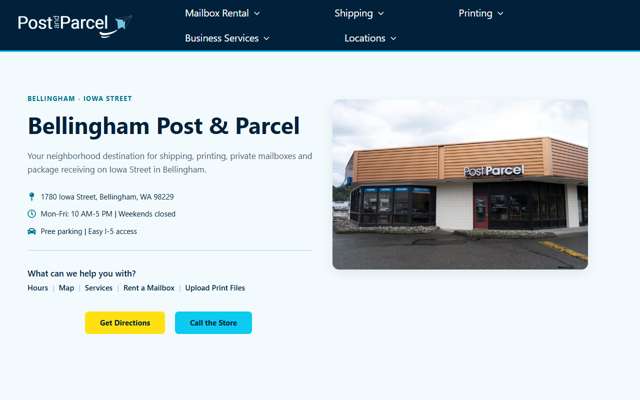 Post and Parcel
Mailbox Rental
Shipping
Printing
Business Services
Locations
BELLINGHAM · IOWA STREET
Bellingham Post & Parcel
Your neighborhood destination for shipping, printing, private mailboxes and
package receiving on Iowa Street in Bellingham.
1780 Iowa Street, Bellingham, WA 98229
Mon-Fri: 10 AM-5 PM | Weekends closed
Free parking | Easy I-5 access
What can we help you with?
Hours | Map | Services | Rent a Mailbox | Upload Print Files
Get Directions
Call the Store
Post and Parcel